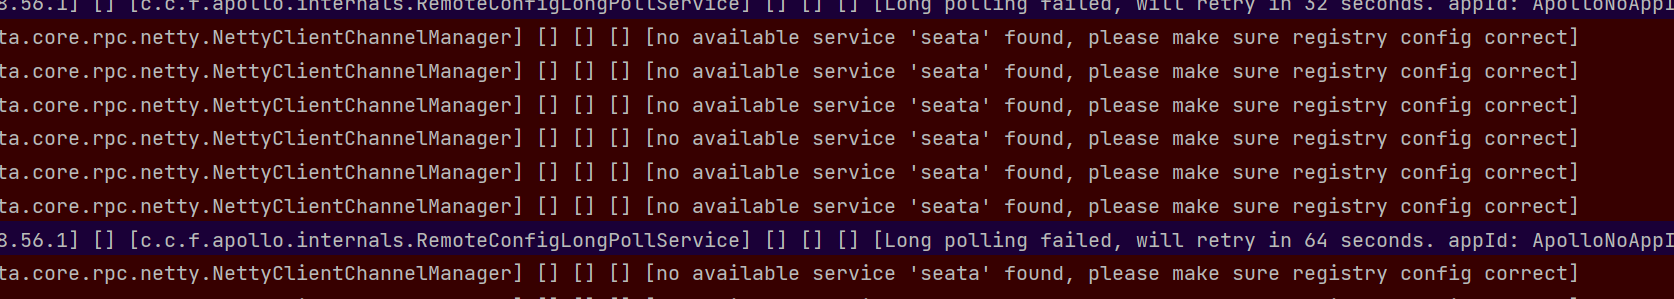 8.56.1] [] [c.c.f.apollo.internals.RemoteConfigLongPollService] [] [] [] [Long polling failed, will retry in 32 seconds. appId: ApolloNoAppI
ta.core.rpc.netty.NettyClientChannelManager] [] [] [] [no available service 'seata' found, please make sure registry config correct]
ta.core.rpc.netty.NettyClientChannelManager] [] [] [] [no available service 'seata' found, please make sure registry config correct]
ta.core.rpc.netty.NettyClientChannelManager] [] [] [] [no available service 'seata' found, please make sure registry config correct]
ta.core.rpc.netty.NettyClientChannelManager] [] [] [] [no available service 'seata' found, please make sure registry config correct]
ta.core.rpc.netty.NettyClientChannelManager] [] [] [] [no available service 'seata' found, please make sure registry config correct]
ta.core.rpc.netty.NettyClientChannelManager] [] [] [] [no available service 'seata' found, please make sure registry config correct]
8.56.1] [] [c.c.f.apollo.internals.RemoteConfigLongPollService] [] [] [] [Long polling failed, will retry in 64 seconds. appId: ApolloNoAppI
ta.core.rpc.netty.NettyClientChannelManager] [] [] [] [no available service 'seata' found, please make sure registry config correct]